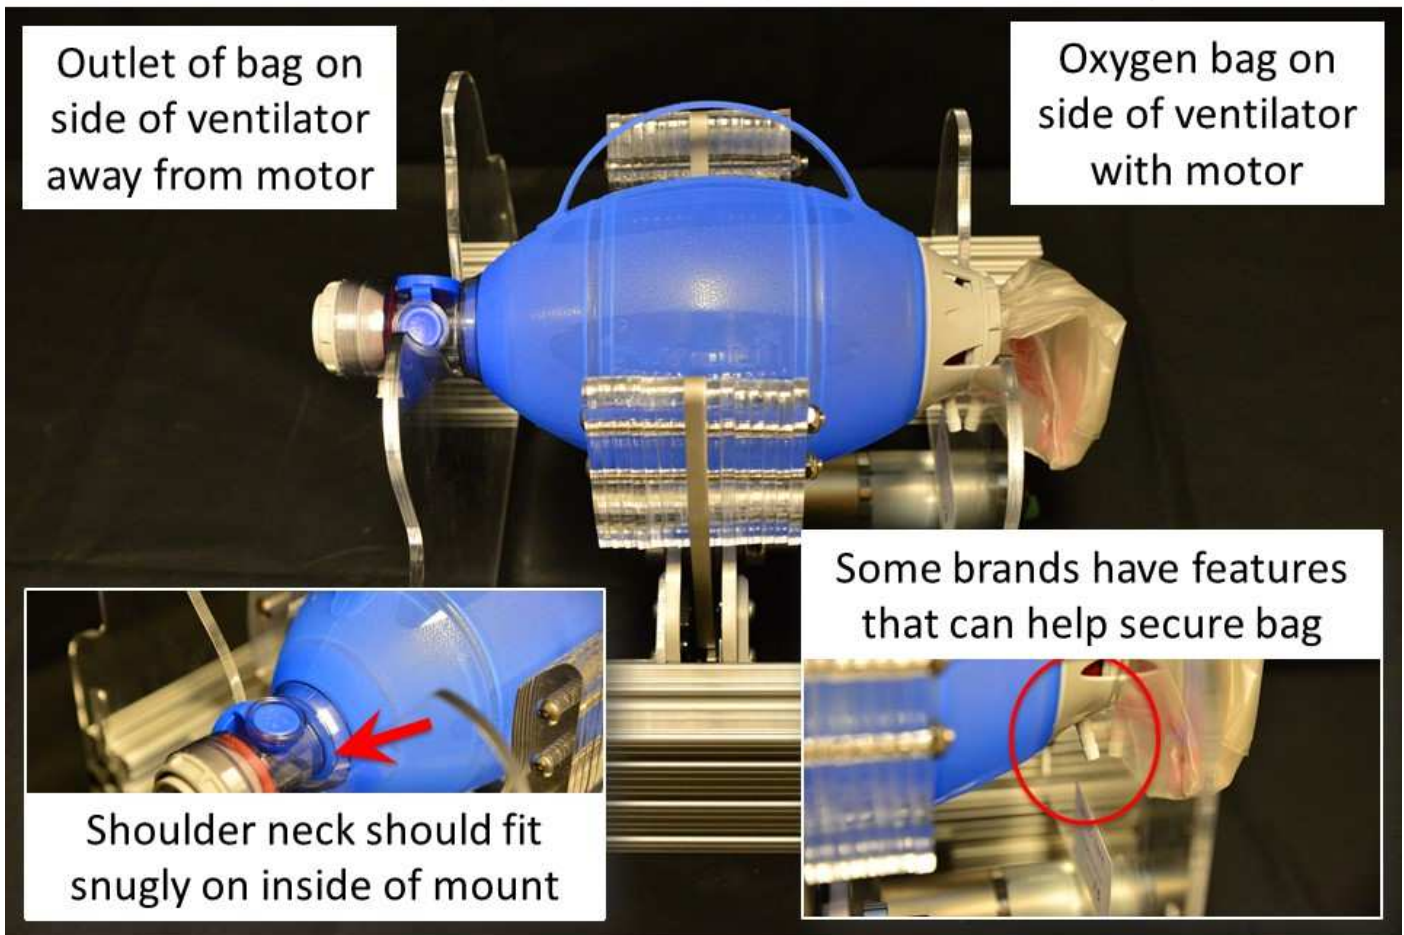 Outlet of bag on
side of ventilator
away from motor
Oxygen bag on
side of ventilator
with motor
Some brands have features
that can help secure bag
Shoulder neck should fit
snugly on inside of mount